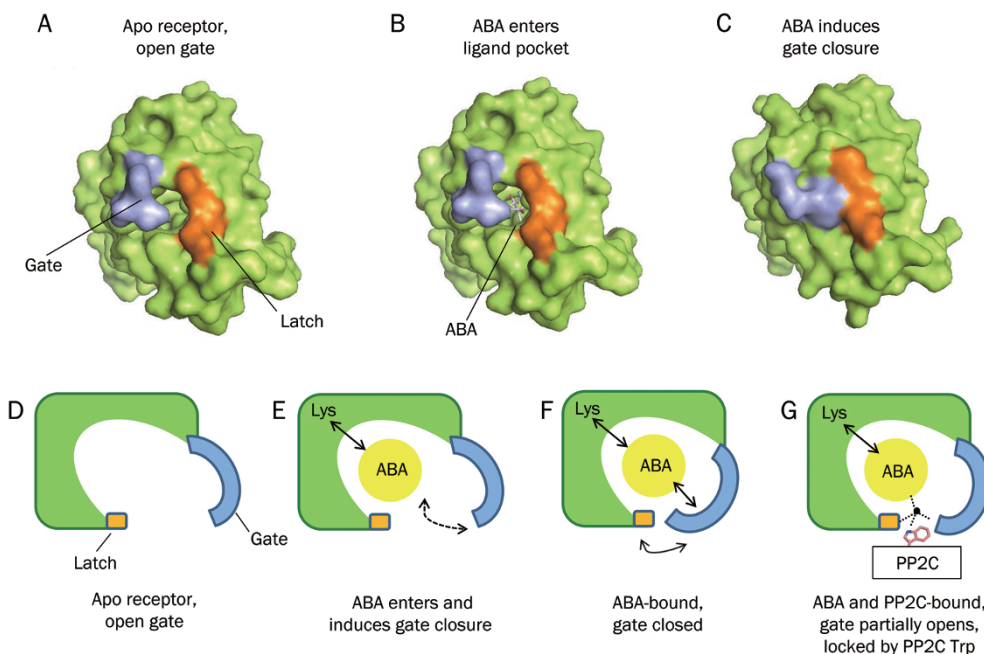 A
Apo receptor,
open gate
B
ABA enters
ligand pocket
C
ABA induces
gate closure
Gate
Latch
ABA
D
Latch
Gate
Apo receptor,
open gate
E
Lys
ABA
ABA enters and
induces gate closure
F
Lys
ABA
ABA-bound,
gate closed
G
Lys
ABA
PP2C
ABA and PP2C-bound,
gate partially opens,
locked by PP2C Trp